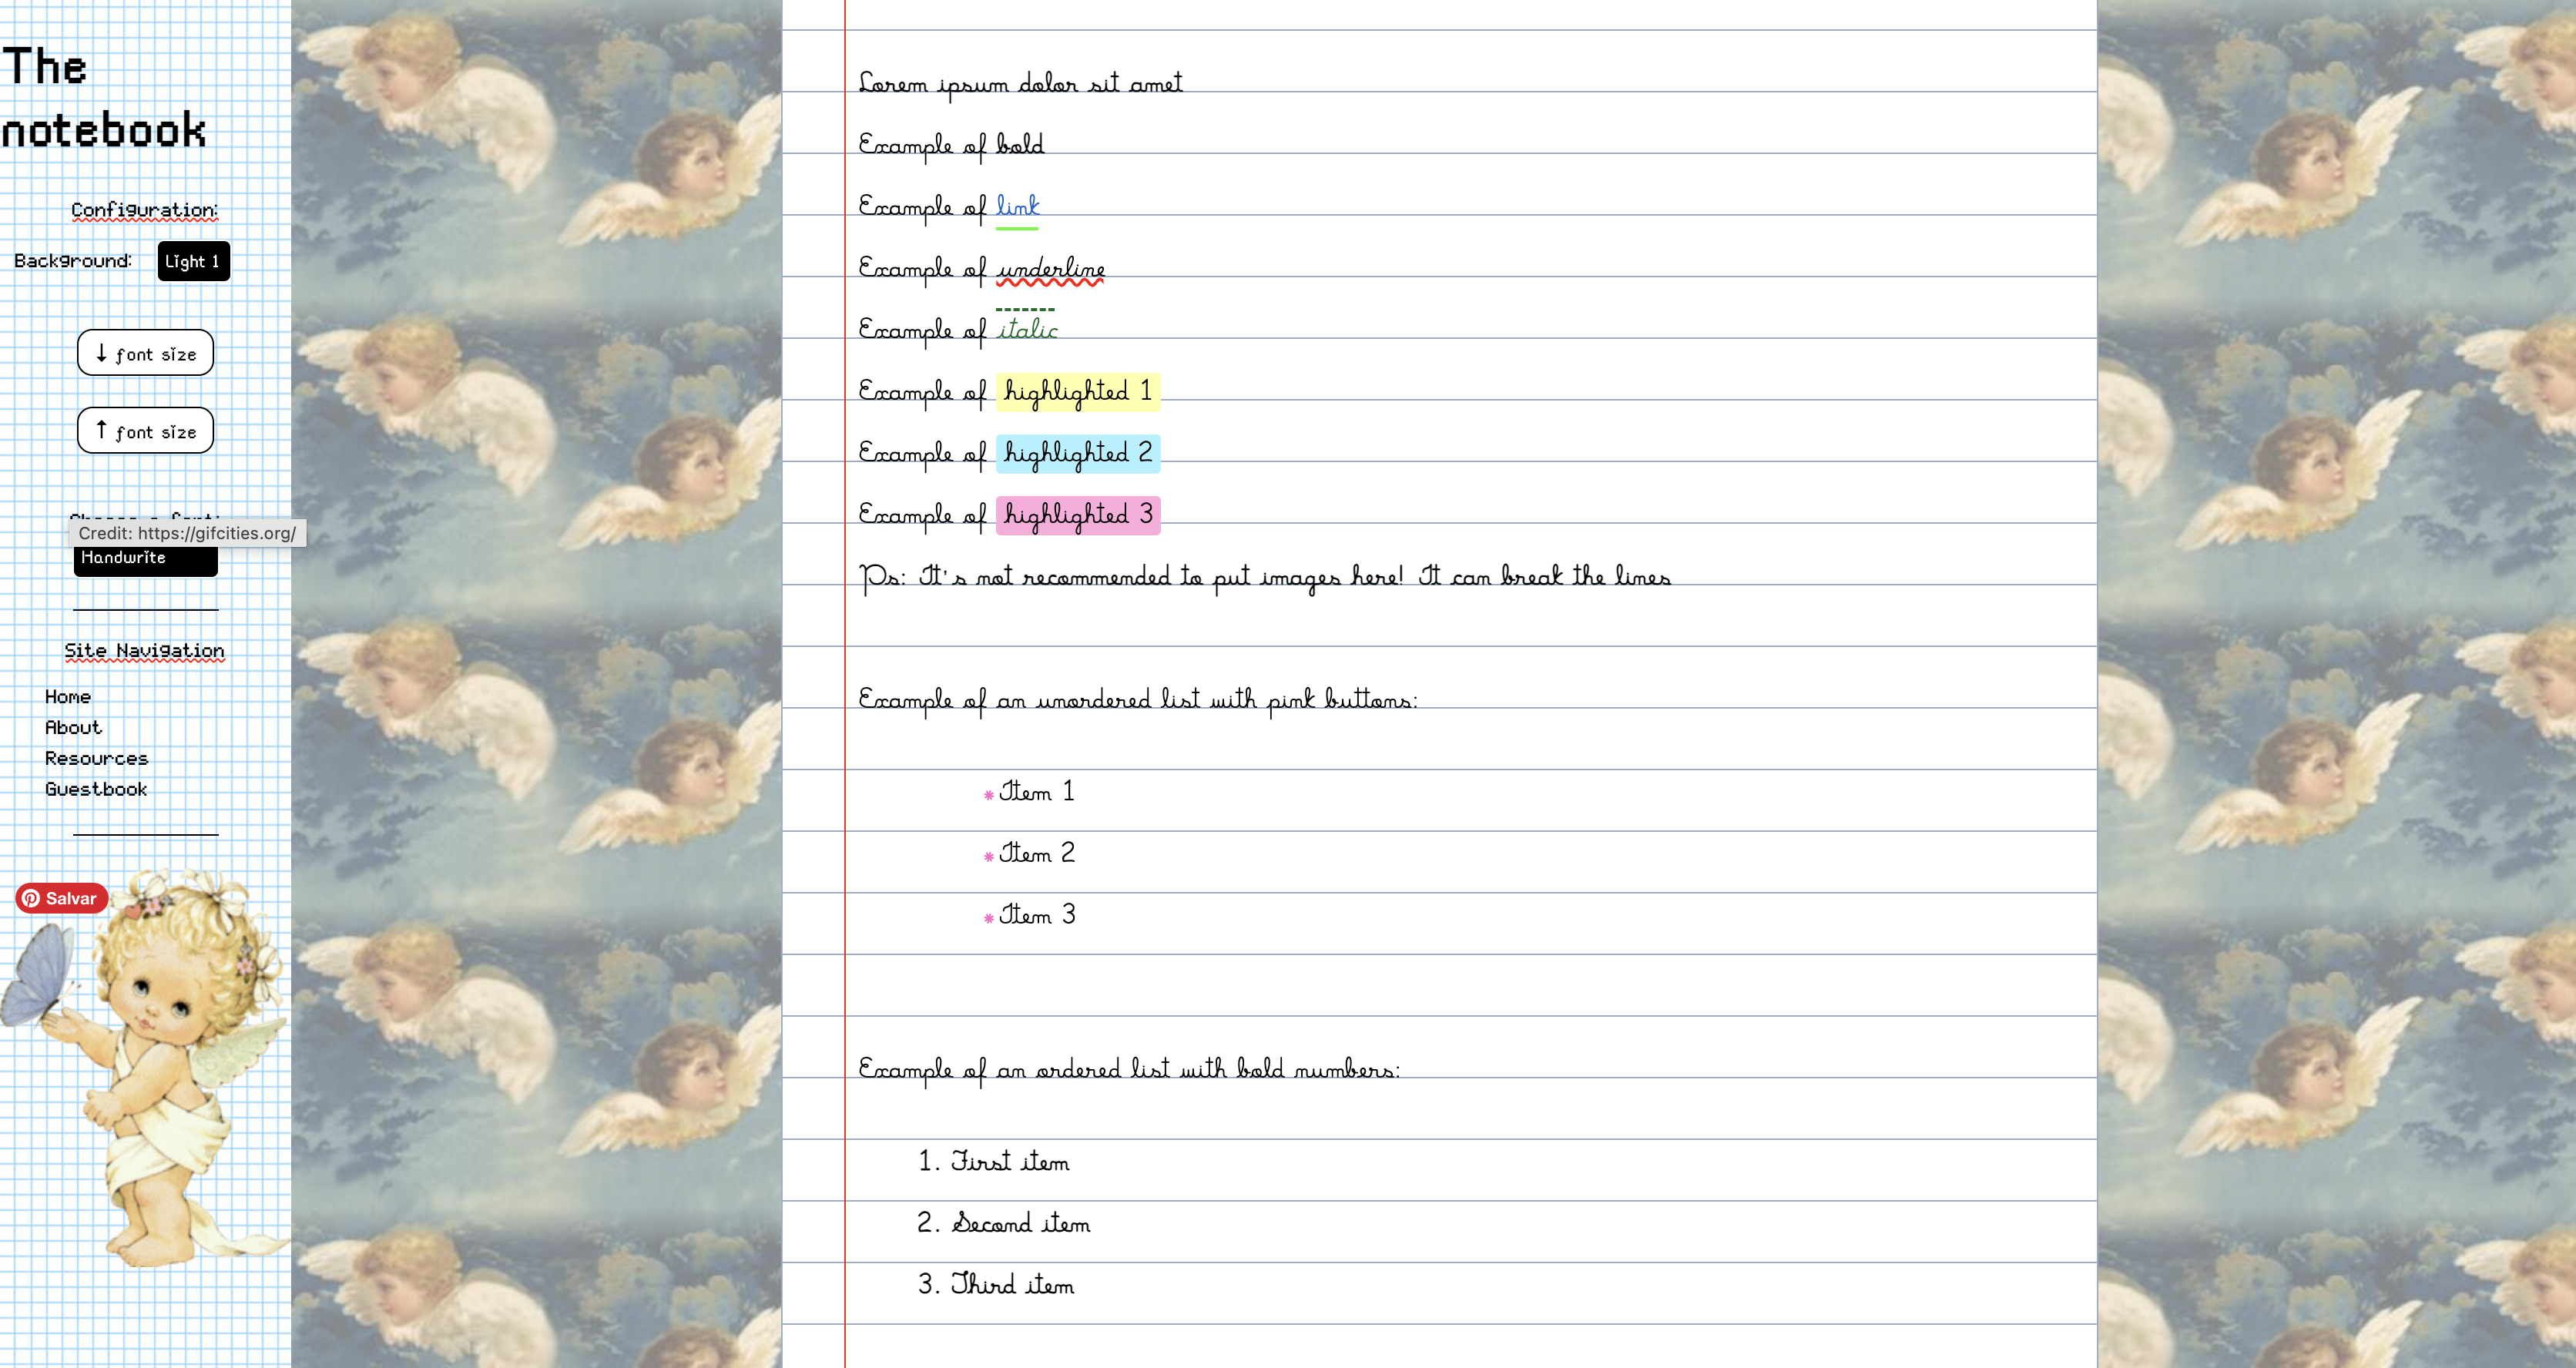 The
notebook
Configuration:
Background: Light 1
↓ font size
↑ font size
Credit: https://gifcities.org/
Handwrite
Site Navigation
Home
About
Resources
Guestbook
Salvar
Lorem ipsum dolor sit amet
Example of bold
Example of link
Example of underline
Example of italic
Example of highlighted 1
Example of highlighted 2
Example of highlighted 3
Ps: It's not recommended to put images here! It can break the lines
Example of an unordered list with pink buttons:
* Item 1
* Item 2
* Item 3
Example of an ordered list with bold numbers:
1. First item
2. Second item
3. Third item